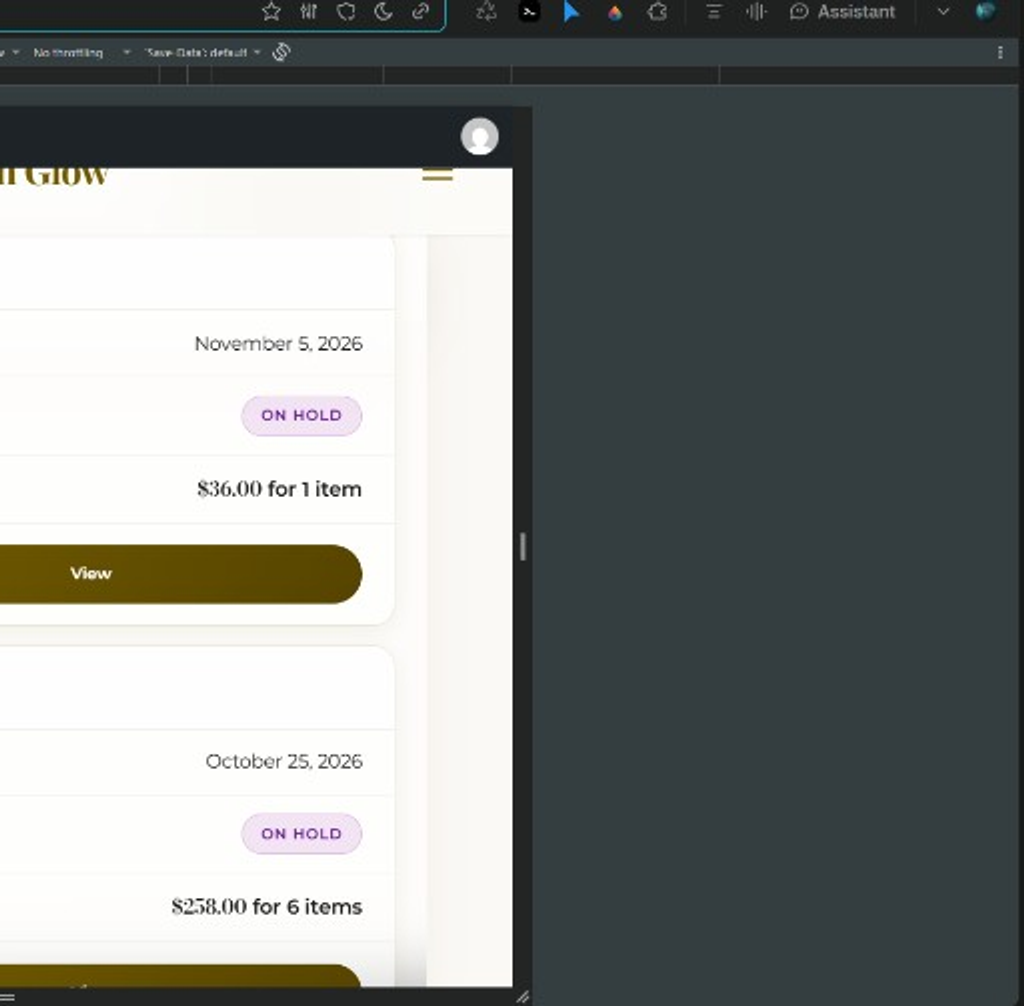 Assistant
No throttling
'Save-Data': default
Glow
November 5, 2026
ON HOLD
$36.00 for 1 item
View
October 25, 2026
ON HOLD
$258.00 for 6 items